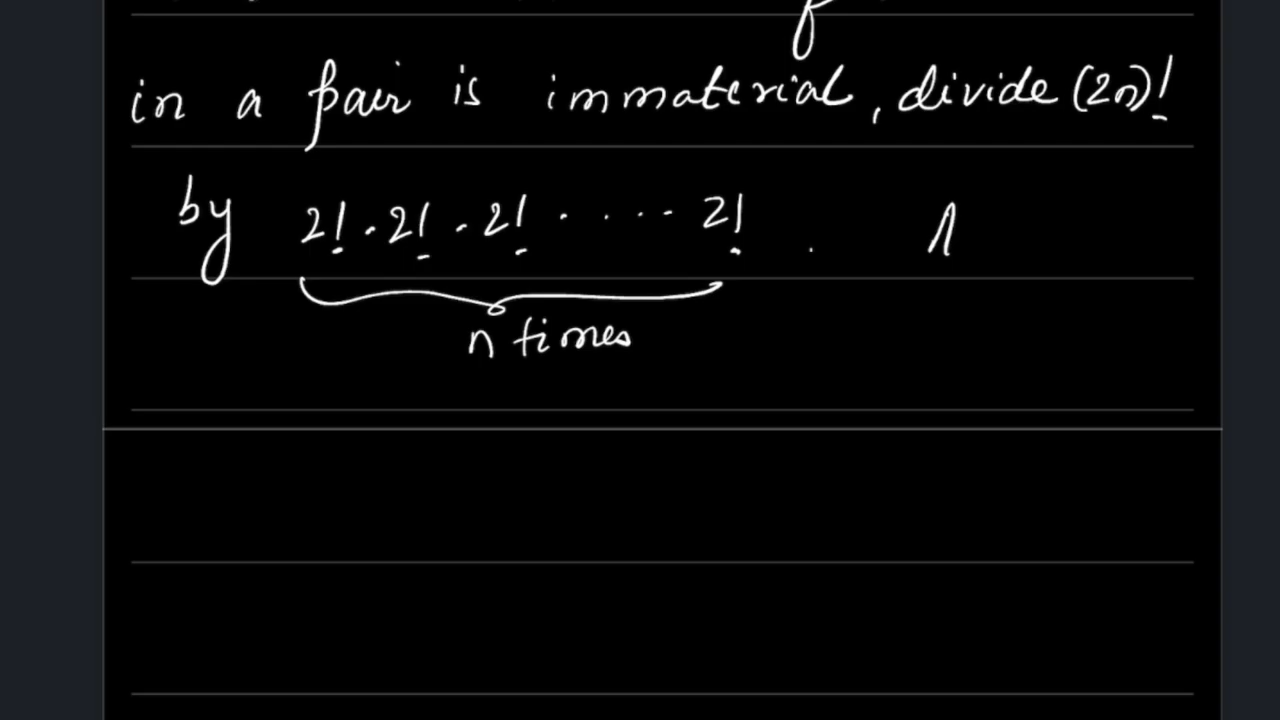 in a pair is immaterial, divide (2n)!
by 2! . 2! . 2! . . . . . 2! .
n times